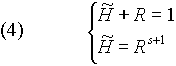 (4) H̃ + R = 1
H̃ = R^{s+1}